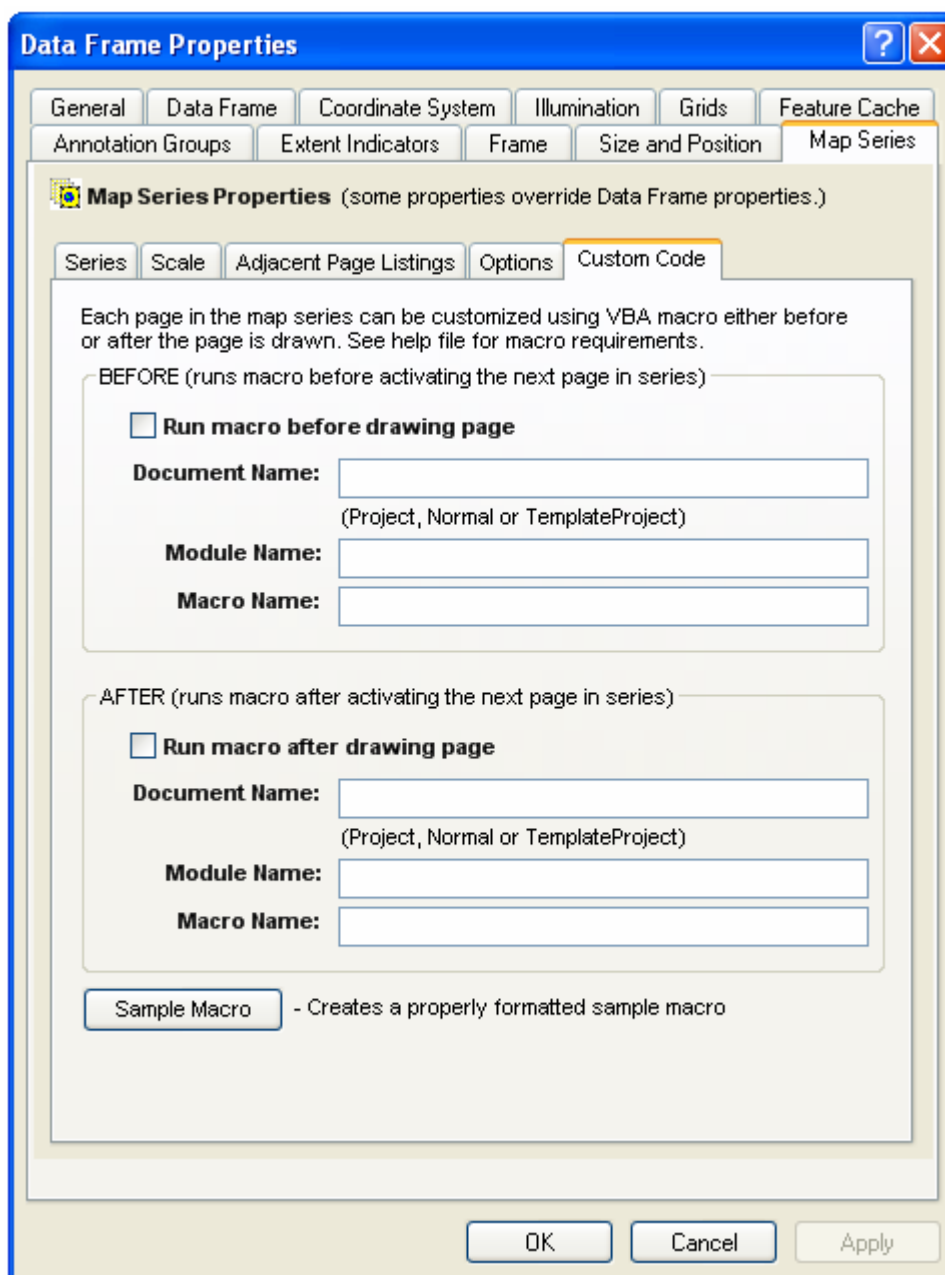 Data Frame Properties
General Data Frame Coordinate System Illumination Grids Feature Cache
Annotation Groups Extent Indicators Frame Size and Position Map Series
Map Series Properties (some properties override Data Frame properties.)
Series Scale Adjacent Page Listings Options Custom Code
Each page in the map series can be customized using VBA macro either before
or after the page is drawn. See help file for macro requirements.
BEFORE (runs macro before activating the next page in series)
Run macro before drawing page
Document Name:
(Project, Normal or TemplateProject)
Module Name:
Macro Name:
AFTER (runs macro after activating the next page in series)
Run macro after drawing page
Document Name:
(Project, Normal or TemplateProject)
Module Name:
Macro Name:
Sample Macro - Creates a properly formatted sample macro
OK Cancel Apply